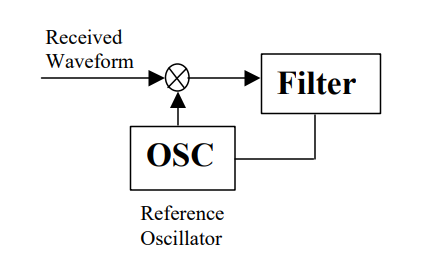 Received
Waveform
Filter
OSC
Reference
Oscillator